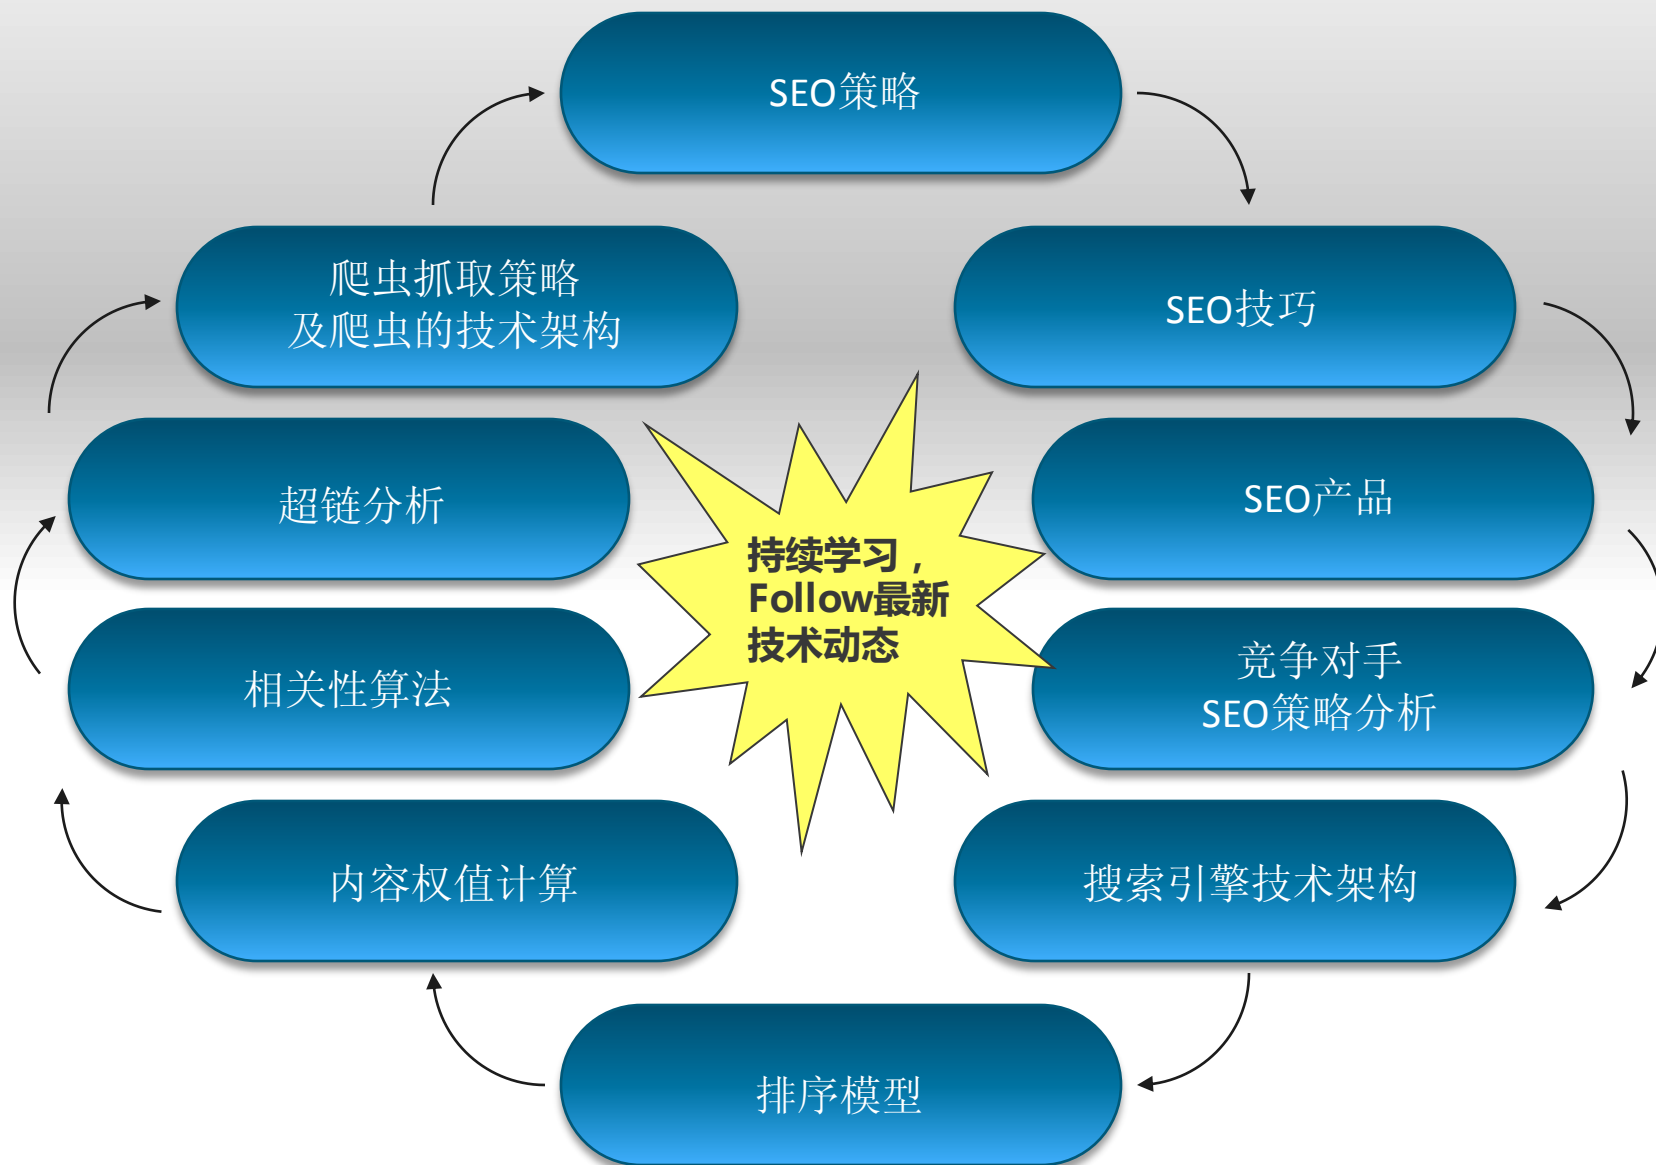 SEO策略
爬虫抓取策略
及爬虫的技术架构
SEO技巧
超链分析
SEO产品
持续学习，
Follow最新
技术动态
相关性算法
竞争对手
SEO策略分析
内容权值计算
搜索引擎技术架构
排序模型